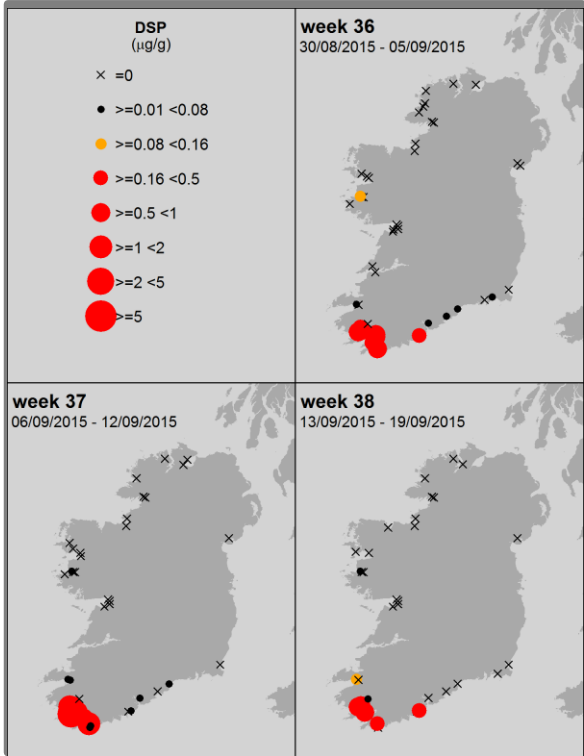 DSP
(µg/g)
=0
>=0.01 <0.08
>=0.08 <0.16
>=0.16 <0.5
>=0.5 <1
>=1 <2
>=2 <5
>=5
week 36
30/08/2015 - 05/09/2015
week 37
06/09/2015 - 12/09/2015
week 38
13/09/2015 - 19/09/2015